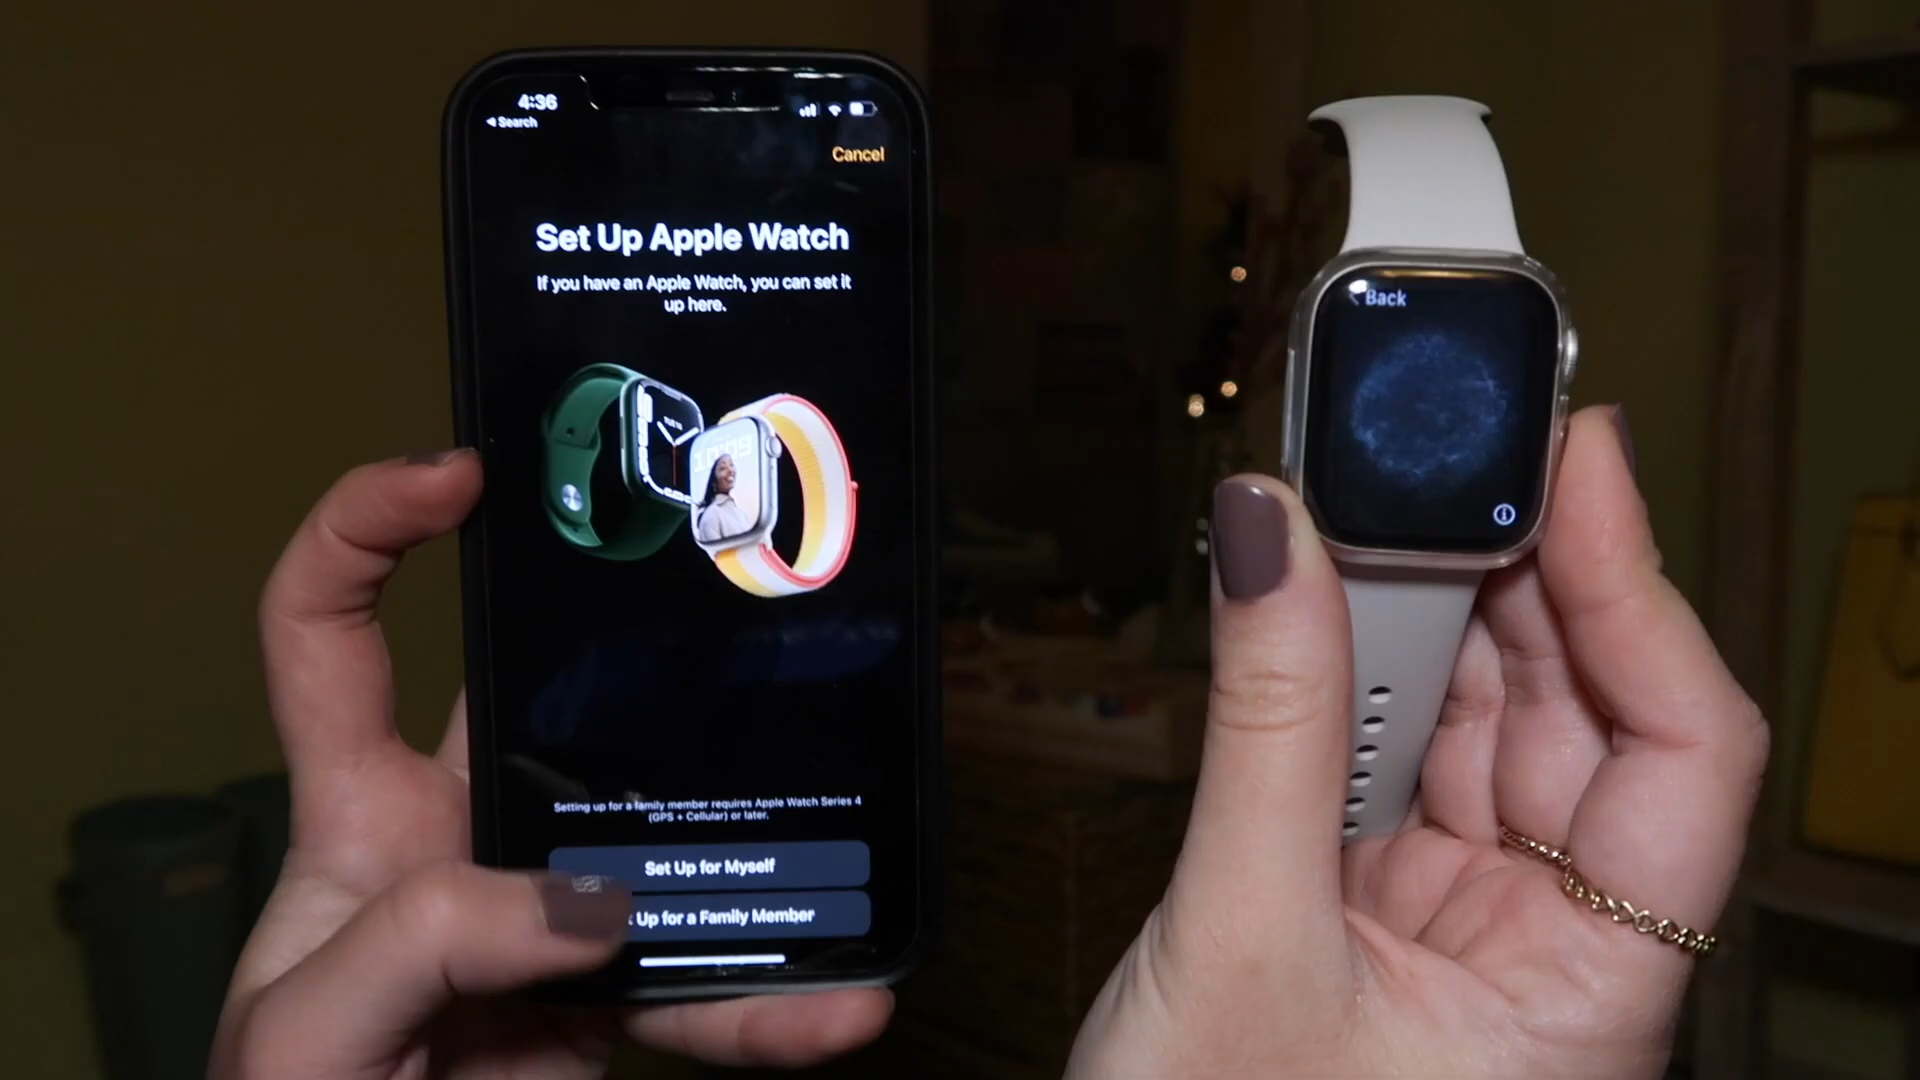 4:36
Search
Cancel
Set Up Apple Watch
If you have an Apple Watch, you can set it
up here.
10:09
Setting up for a family member requires Apple Watch Series 4
(GPS + Cellular) or later.
Set Up for Myself
Up for a Family Member
Back